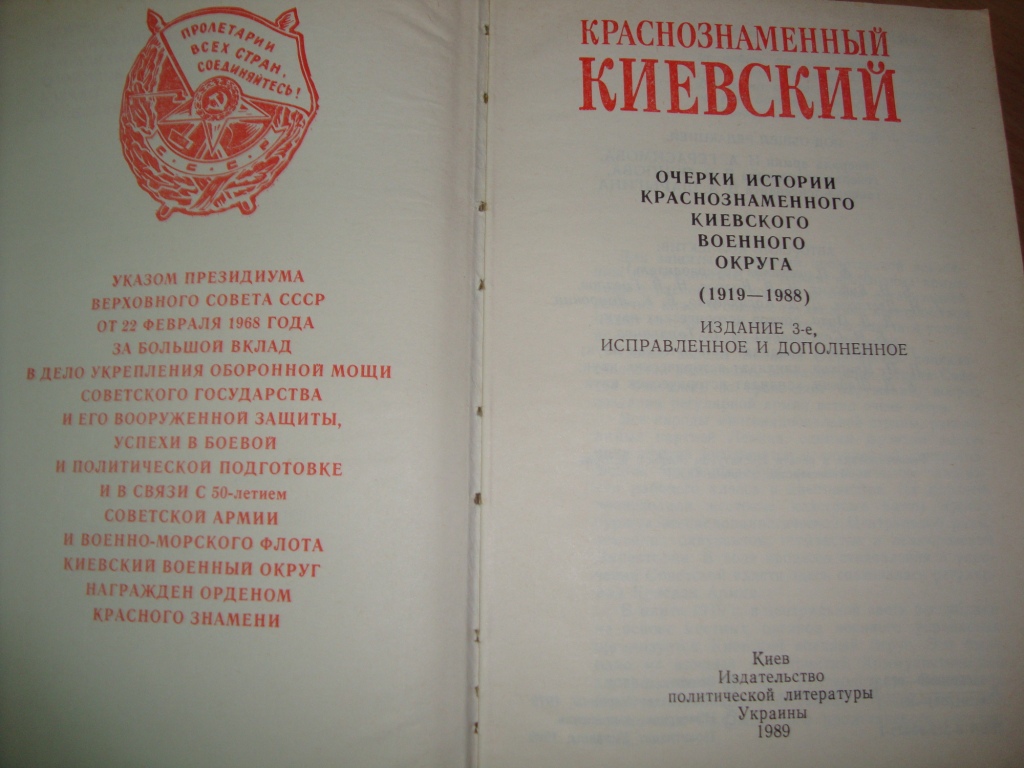 ПРОЛЕТАРИИ
ВСЕХ СТРАН,
СОЕДИНЯЙТЕСЬ!
С.С.С.Р.
УКАЗОМ ПРЕЗИДИУМА
ВЕРХОВНОГО СОВЕТА СССР
ОТ 22 ФЕВРАЛЯ 1968 ГОДА
ЗА БОЛЬШОЙ ВКЛАД
В ДЕЛО УКРЕПЛЕНИЯ ОБОРОННОЙ МОЩИ
СОВЕТСКОГО ГОСУДАРСТВА
И ЕГО ВООРУЖЕННОЙ ЗАЩИТЫ,
УСПЕХИ В БОЕВОЙ
И ПОЛИТИЧЕСКОЙ ПОДГОТОВКЕ
И В СВЯЗИ С 50-летием
СОВЕТСКОЙ АРМИИ
И ВОЕННО-МОРСКОГО ФЛОТА
КИЕВСКИЙ ВОЕННЫЙ ОКРУГ
НАГРАЖДЕН ОРДЕНОМ
КРАСНОГО ЗНАМЕНИ
КРАСНОЗНАМЕННЫЙ
КИЕВСКИЙ
ОЧЕРКИ ИСТОРИИ
КРАСНОЗНАМЕННОГО
КИЕВСКОГО
ВОЕННОГО
ОКРУГА
(1919—1988)
ИЗДАНИЕ 3-е,
ИСПРАВЛЕННОЕ И ДОПОЛНЕННОЕ
Киев
Издательство
политической литературы
Украины
1989